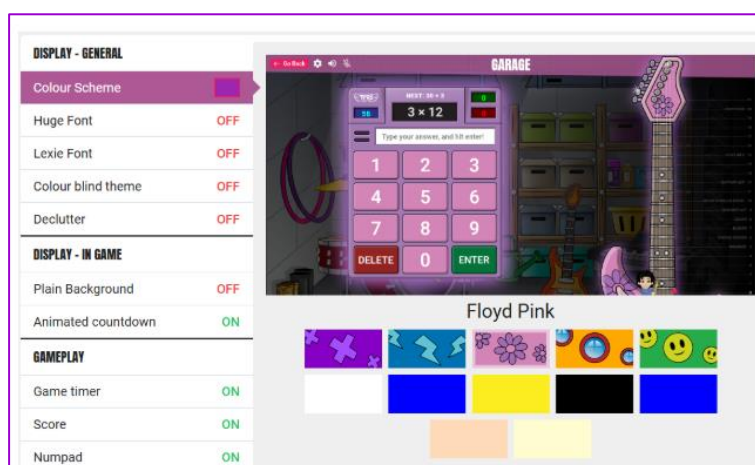 DISPLAY - GENERAL
Colour Scheme
Huge Font OFF
Lexie Font OFF
Colour blind theme OFF
Declutter OFF
DISPLAY - IN GAME
Plain Background OFF
Animated countdown ON
GAMEPLAY
Game timer ON
Score ON
Numpad ON
← Go Back
GARAGE
3 × 12
Type your answer, and hit enter!
1 2 3
4 5 6
7 8 9
DELETE 0 ENTER
Floyd Pink